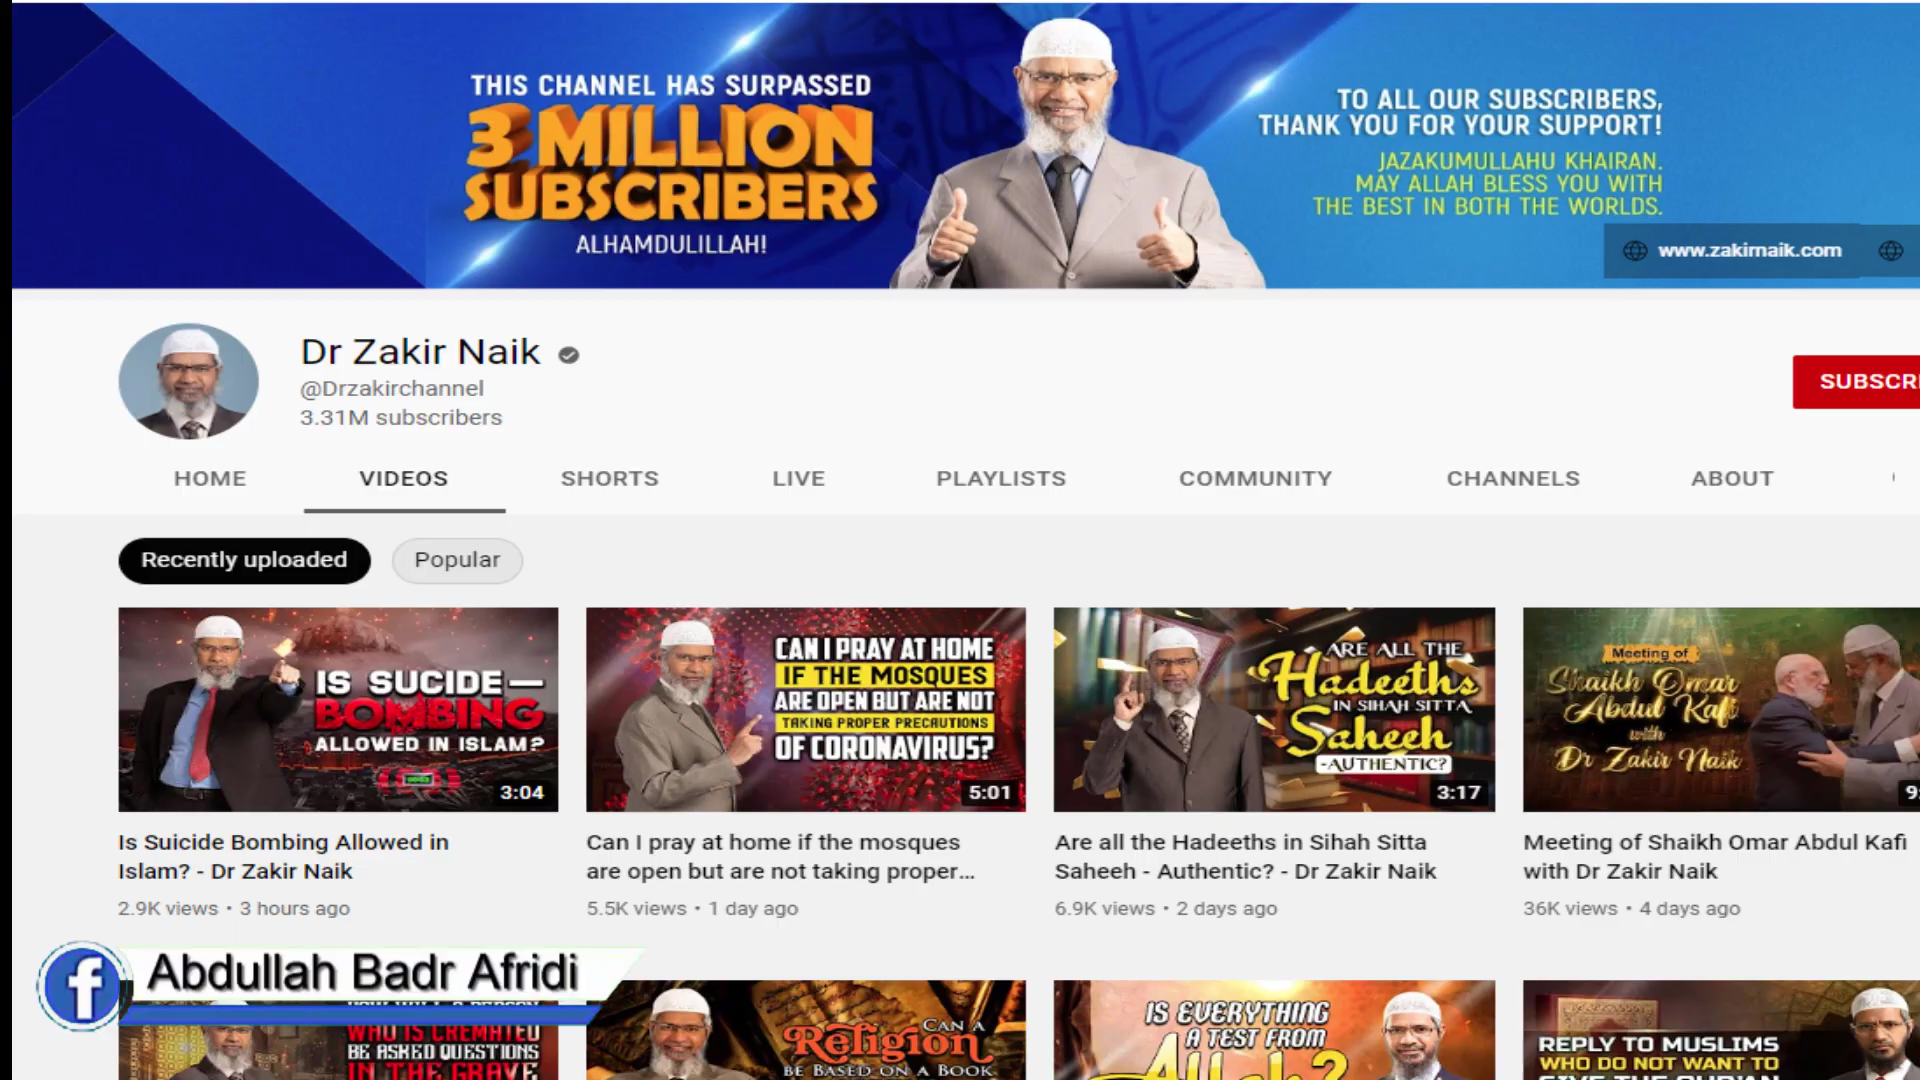 THIS CHANNEL HAS SURPASSED
3 MILLION
SUBSCRIBERS
ALHAMDULILLAH!
TO ALL OUR SUBSCRIBERS,
THANK YOU FOR YOUR SUPPORT!
JAZAKUMULLAHU KHAIRAN.
MAY ALLAH BLESS YOU WITH
THE BEST IN BOTH THE WORLDS.
www.zakirnaik.com
Dr Zakir Naik
@Drzakirchannel
3.31M subscribers
SUBSCRI
HOME VIDEOS SHORTS LIVE PLAYLISTS COMMUNITY CHANNELS ABOUT
Recently uploaded Popular
IS SUCIDE—
BOMBING
ALLOWED IN ISLAM?
3:04
CAN I PRAY AT HOME
IF THE MOSQUES
ARE OPEN BUT ARE NOT
TAKING PROPER PRECAUTIONS
OF CORONAVIRUS?
5:01
ARE ALL THE
Hadeeths
IN SIHAH SITTA
Saheeh
-AUTHENTIC?
3:17
Meeting of
Shaikh Omar
Abdul Kafi
with
Dr Zakir Naik
9:
Is Suicide Bombing Allowed in
Islam? - Dr Zakir Naik
2.9K views • 3 hours ago
Can I pray at home if the mosques
are open but are not taking proper...
5.5K views • 1 day ago
Are all the Hadeeths in Sihah Sitta
Saheeh - Authentic? - Dr Zakir Naik
6.9K views • 2 days ago
Meeting of Shaikh Omar Abdul Kafi
with Dr Zakir Naik
36K views • 4 days ago
f Abdullah Badr Afridi
HOW WILL A PERSON
WHO IS CREMATED
BE ASKED QUESTIONS
IN THE GRAVE
CAN A
Religion
BE BASED ON A BOOK
IS EVERYTHING
A TEST FROM
Allah?
REPLY TO MUSLIMS
WHO DO NOT WANT TO
GIVE THE QUR'AN